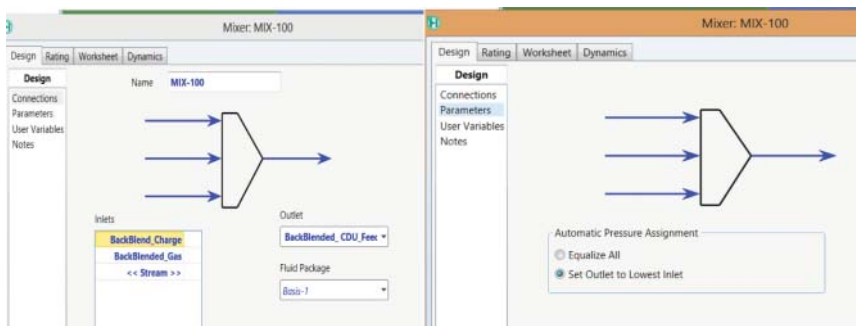 Mixer: MIX-100
Design Rating Worksheet Dynamics
Design
Connections
Parameters
User Variables
Notes
Name MIX-100
Inlets
BackBlend_Charge
BackBlended_Gas
<< Stream >>
Outlet
BackBlended_ CDU_Feec
Fluid Package
Basis-1
Mixer: MIX-100
Design Rating Worksheet Dynamics
Design
Connections
Parameters
User Variables
Notes
Automatic Pressure Assignment
Equalize All
Set Outlet to Lowest Inlet